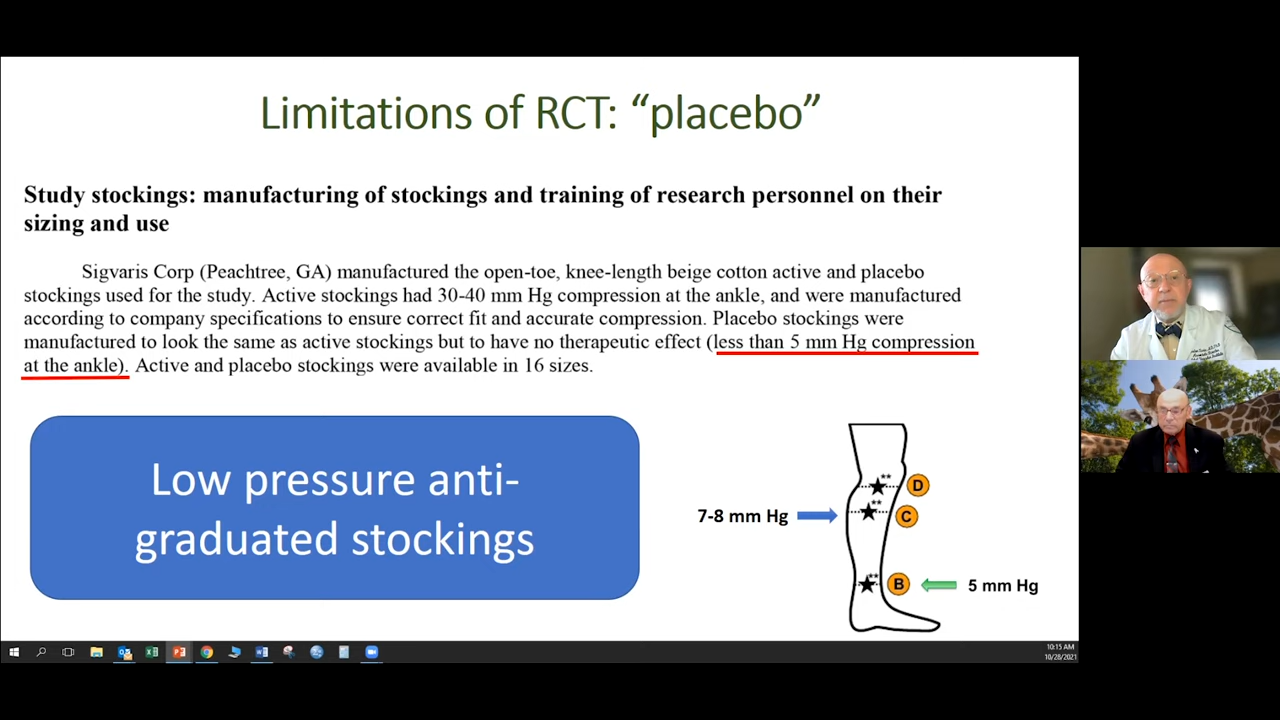 Limitations of RCT: “placebo”
Study stockings: manufacturing of stockings and training of research personnel on their
sizing and use
Sigvaris Corp (Peachtree, GA) manufactured the open-toe, knee-length beige cotton active and placebo
stockings used for the study. Active stockings had 30-40 mm Hg compression at the ankle, and were manufactured
according to company specifications to ensure correct fit and accurate compression. Placebo stockings were
manufactured to look the same as active stockings but to have no therapeutic effect (less than 5 mm Hg compression
at the ankle). Active and placebo stockings were available in 16 sizes.
Low pressure anti-
graduated stockings
** D
7-8 mm Hg ** C
** B 5 mm Hg
10:15 AM
10/28/2021